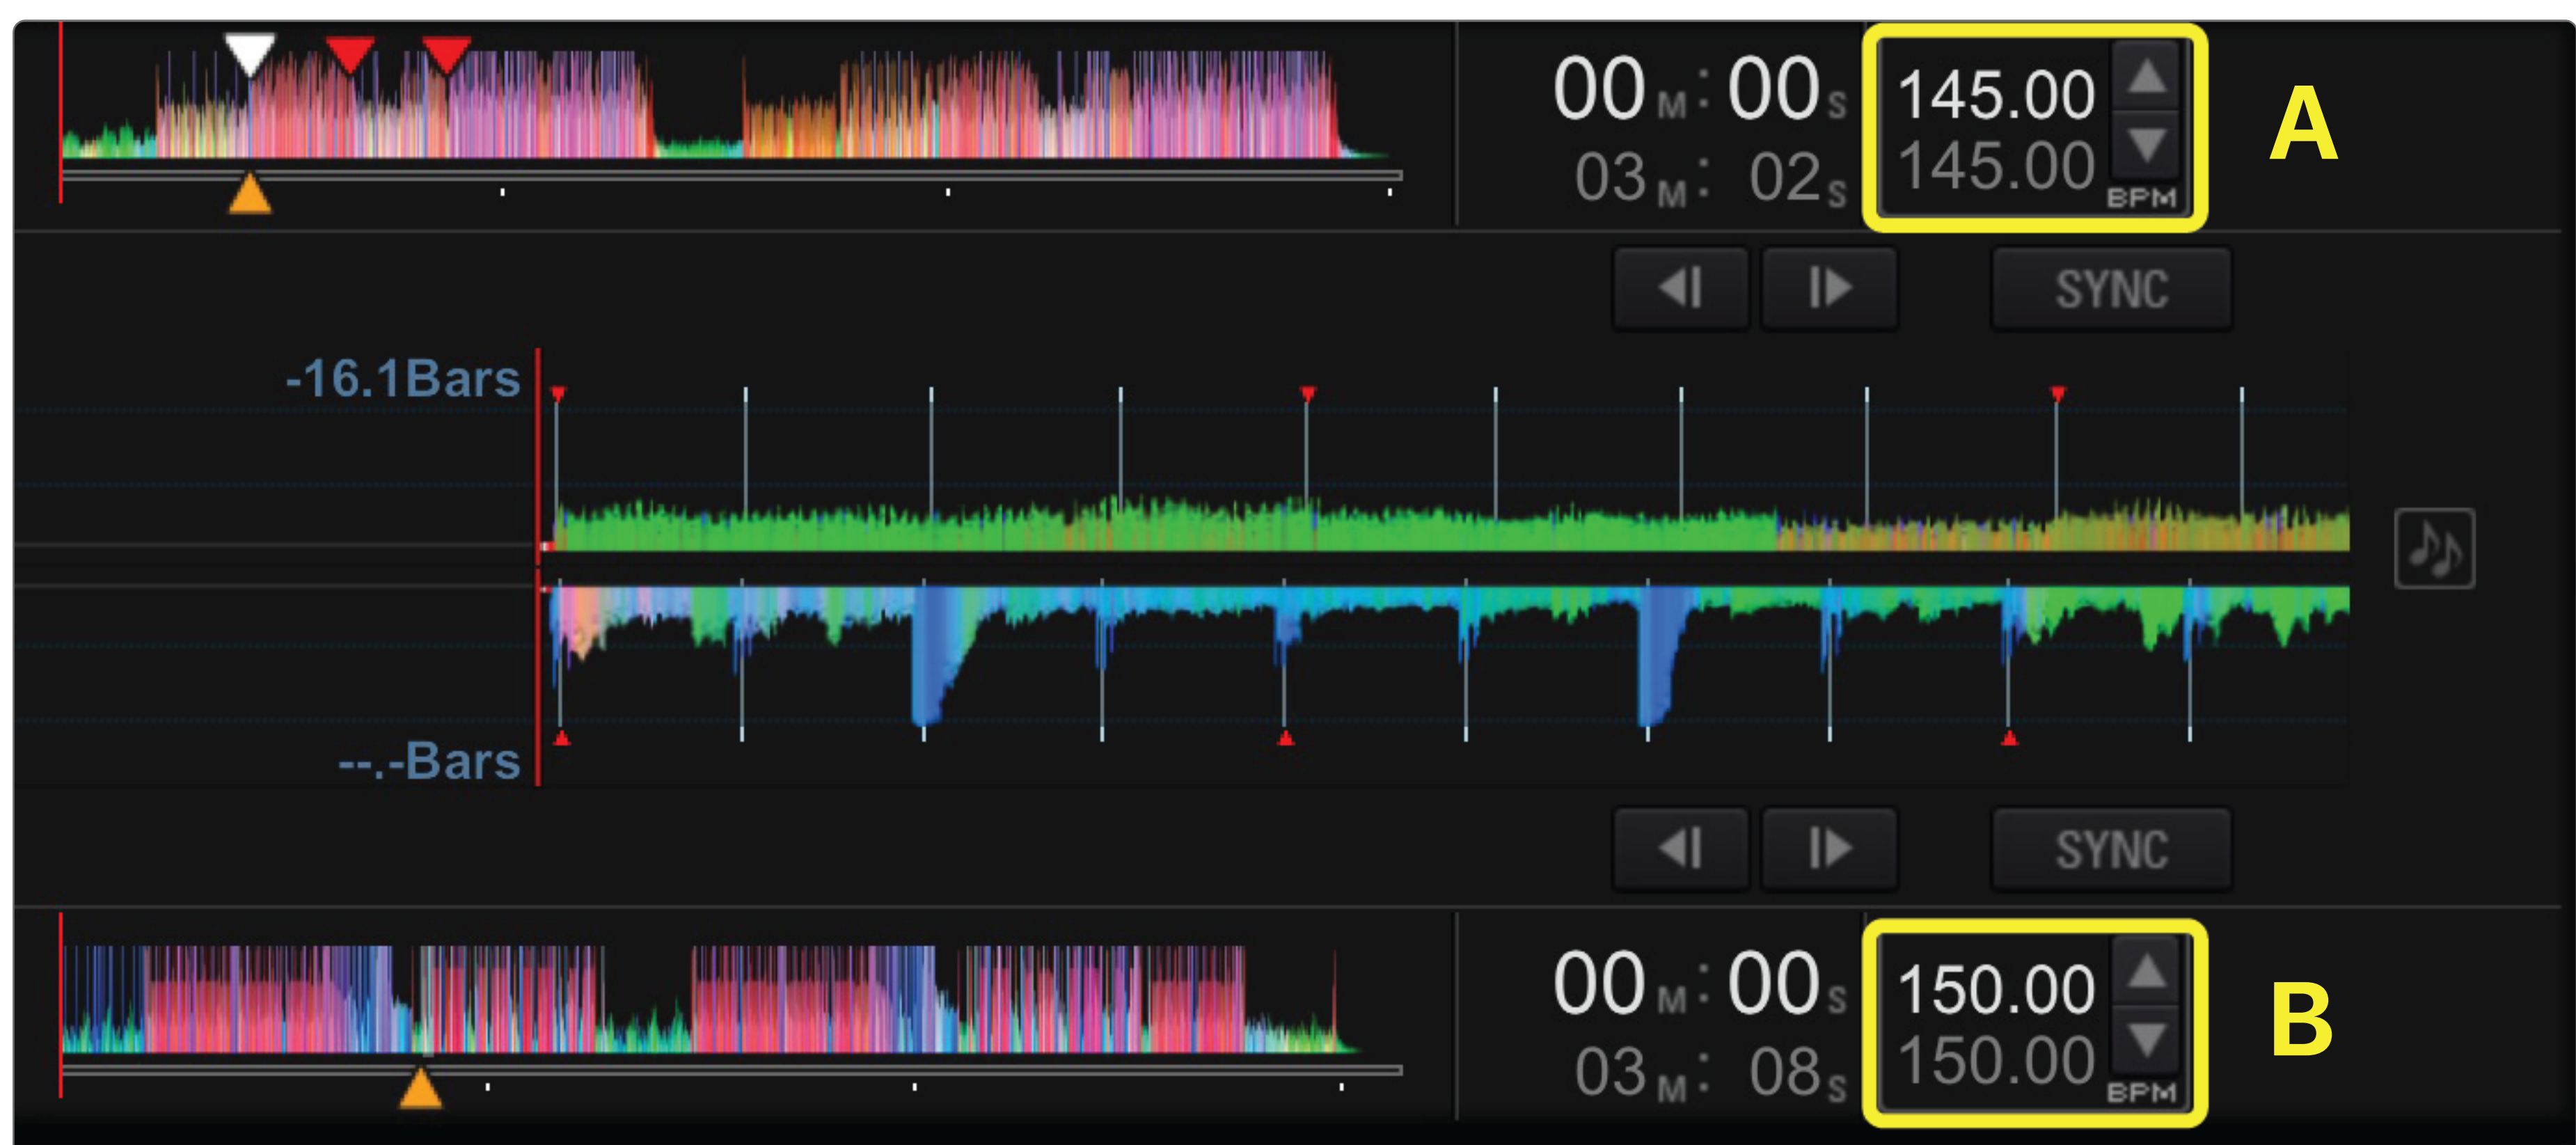 00 M : 00 S
145.00
A
03 M : 02 S
145.00
BPM
SYNC
-16.1Bars
--.-Bars
SYNC
00 M : 00 S
150.00
B
03 M : 08 S
150.00
BPM